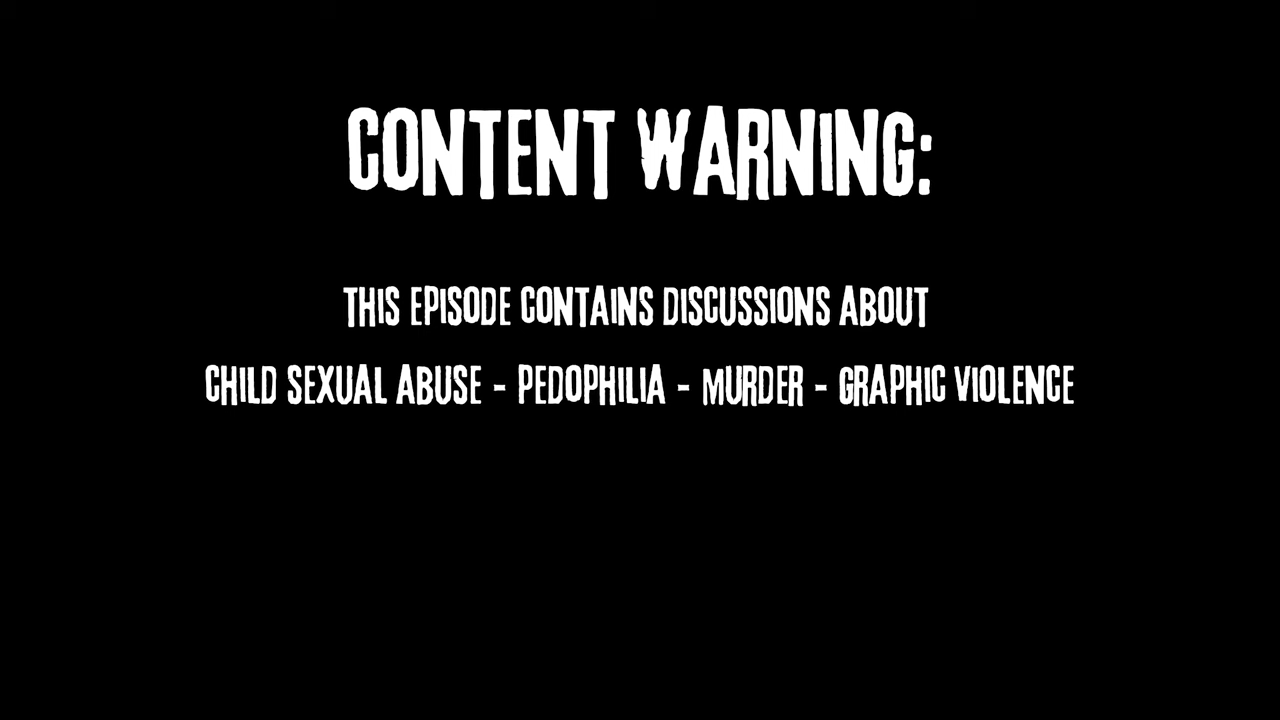 CONTENT WARNING:
THIS EPISODE CONTAINS DISCUSSIONS ABOUT
CHILD SEXUAL ABUSE - PEDOPHILIA - MURDER - GRAPHIC VIOLENCE